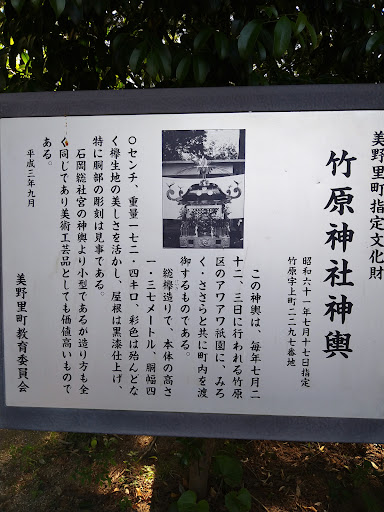 美野里町指定文化財
竹原神社神輿
昭和六十一年七月十七日指定
竹原字上町二一九七番地
この神輿は、毎年七月二
十二、三日に行われる竹原
区のアワアワ祇園に、みろ
く・ささらと共に町内を渡
御するものである。
総欅造りで、本体の高さ
一・三七メートル、胴幅四
〇センチ、重量一七二・四キロ、彩色は殆んどな
く欅生地の美しさを活かし、屋根は黒漆仕上げ、
特に胴部の彫刻は見事である。
石岡総社宮の神輿より小型であるが造り方も全
く同じであり美術工芸品としても価値高いもので
ある。
平成三年九月
美野里町教育委員会